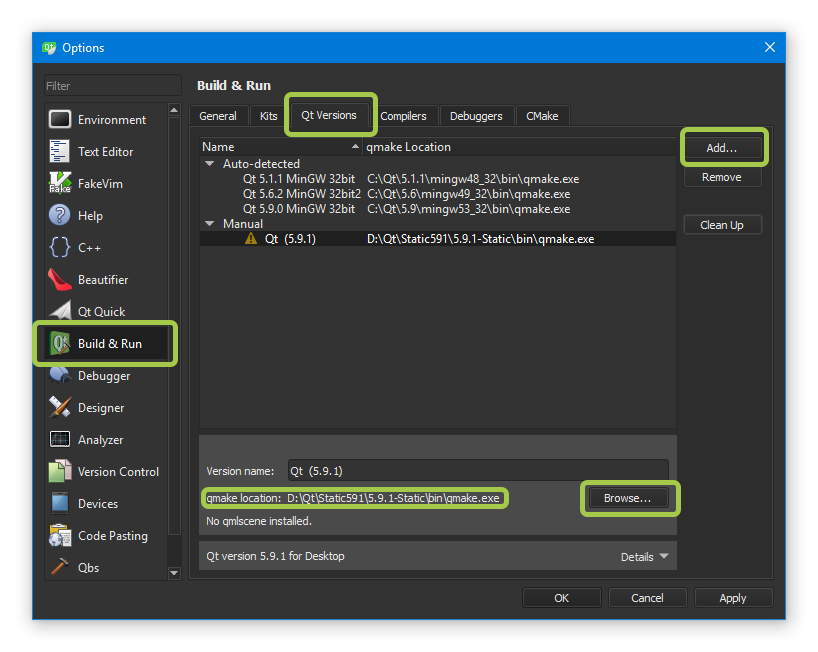 Options
Filter
Environment
Text Editor
FakeVim
Help
C++
Beautifier
Qt Quick
Build & Run
Debugger
Designer
Analyzer
Version Control
Devices
Code Pasting
Qbs
Build & Run
General Kits Qt Versions Compilers Debuggers CMake
Name qmake Location
Auto-detected
Qt 5.1.1 MinGW 32bit C:\Qt\5.1.1\mingw48_32\bin\qmake.exe
Qt 5.6.2 MinGW 32bit2 C:\Qt\5.6\mingw49_32\bin\qmake.exe
Qt 5.9.0 MinGW 32bit C:\Qt\5.9\mingw53_32\bin\qmake.exe
Manual
Qt (5.9.1) D:\Qt\Static591\5.9.1-Static\bin\qmake.exe
Add...
Remove
Clean Up
Version name: Qt (5.9.1)
qmake location: D:\Qt\Static591\5.9.1-Static\bin\qmake.exe Browse...
No qmlscene installed.
Qt version 5.9.1 for Desktop Details
OK Cancel Apply